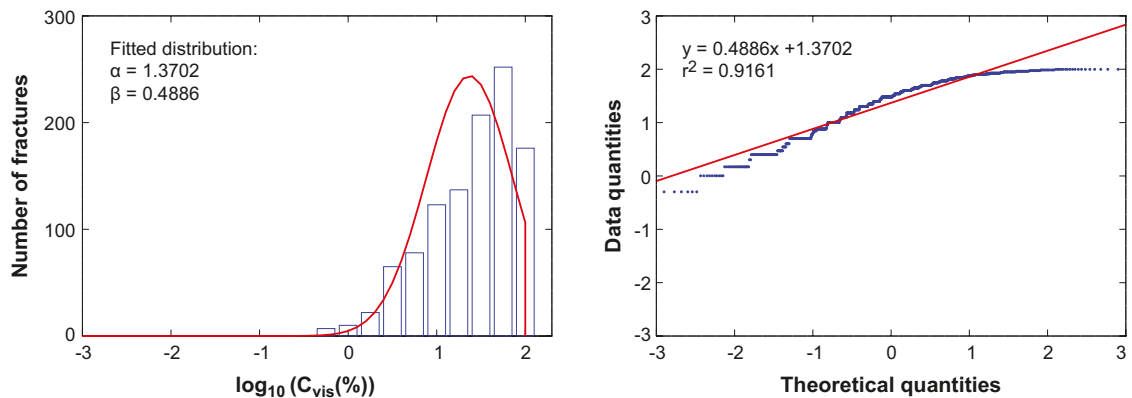 300
200
100
0
Number of fractures
Fitted distribution:
α = 1.3702
β = 0.4886
-3 -2 -1 0 1 2
log10 (Cvis(%))
3
2
1
0
-1
-2
-3
Data quantities
y = 0.4886x +1.3702
r2 = 0.9161
-3 -2 -1 0 1 2 3
Theoretical quantities